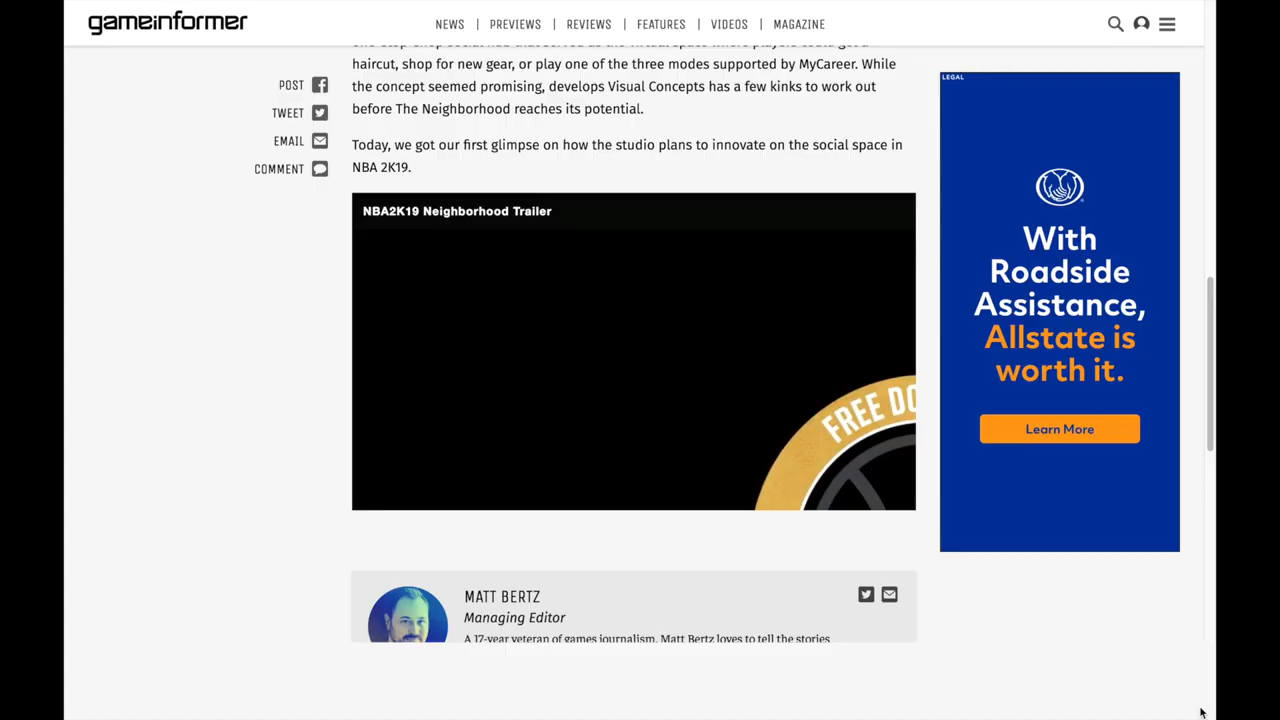 gameinformer
NEWS | PREVIEWS | REVIEWS | FEATURES | VIDEOS | MAGAZINE
haircut, shop for new gear, or play one of the three modes supported by MyCareer. While
the concept seemed promising, develops Visual Concepts has a few kinks to work out
before The Neighborhood reaches its potential.
Today, we got our first glimpse on how the studio plans to innovate on the social space in
NBA 2K19.
POST
TWEET
EMAIL
COMMENT
NBA2K19 Neighborhood Trailer
FREE DO
MATT BERTZ
Managing Editor
A 17-year veteran of games journalism, Matt Bertz loves to tell the stories
LEGAL
With
Roadside
Assistance,
Allstate is
worth it.
Learn More